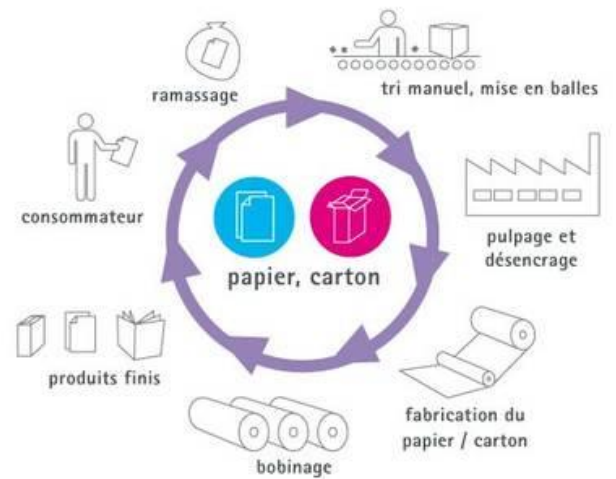 ramassage
tri manuel, mise en balles
consommateur
pulpage et
désencrage
papier, carton
produits finis
fabrication du
papier / carton
bobinage